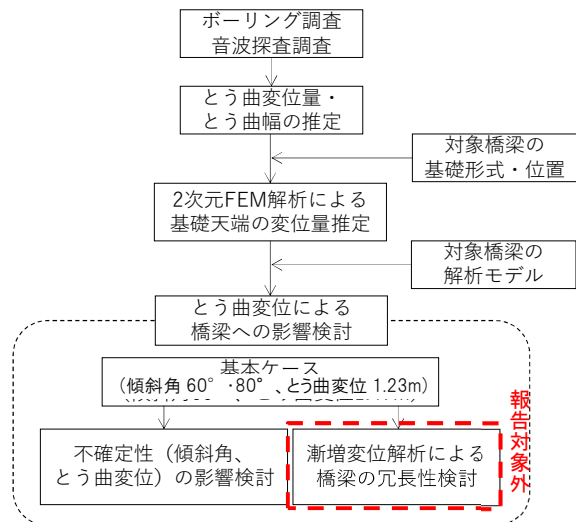 ボーリング調査
音波探査調査
とう曲変位量・
とう曲幅の推定
対象橋梁の
基礎形式・位置
2次元FEM解析による
基礎天端の変位量推定
対象橋梁の
解析モデル
とう曲変位による
橋梁への影響検討
基本ケース
（傾斜角 60°・80°、とう曲変位 1.23m）
不確定性（傾斜角、
とう曲変位）の影響検討
漸増変位解析による
橋梁の冗長性検討
報告対象外